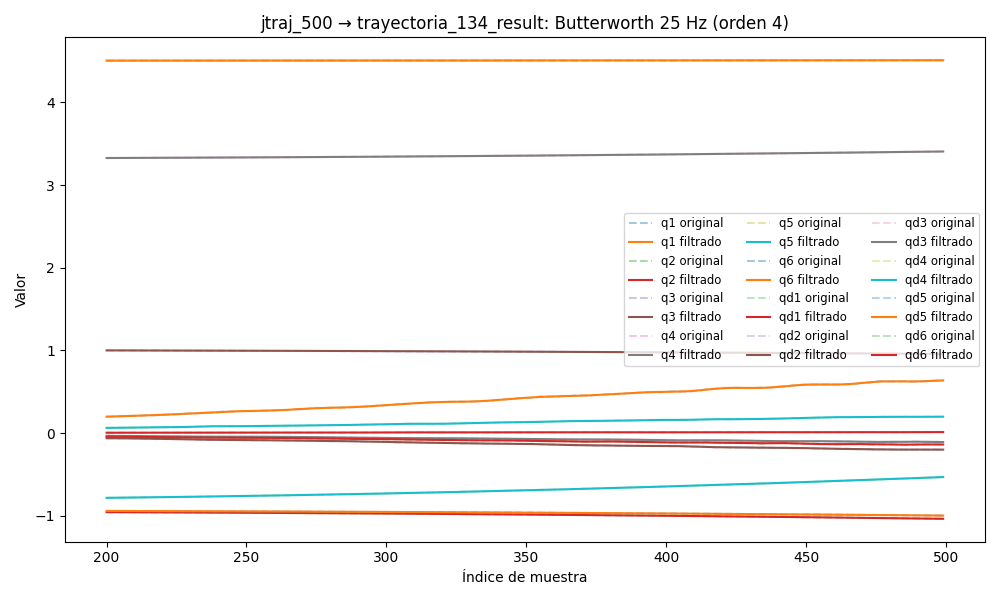 jtraj_500 → trayectoria_134_result: Butterworth 25 Hz (orden 4)
Valor
4
3
2
1
0
−1
200
250
300
350
400
450
500
Índice de muestra
q1 original
q1 filtrado
q2 original
q2 filtrado
q3 original
q3 filtrado
q4 original
q4 filtrado
q5 original
q5 filtrado
q6 original
q6 filtrado
qd1 original
qd1 filtrado
qd2 original
qd2 filtrado
qd3 original
qd3 filtrado
qd4 original
qd4 filtrado
qd5 original
qd5 filtrado
qd6 original
qd6 filtrado